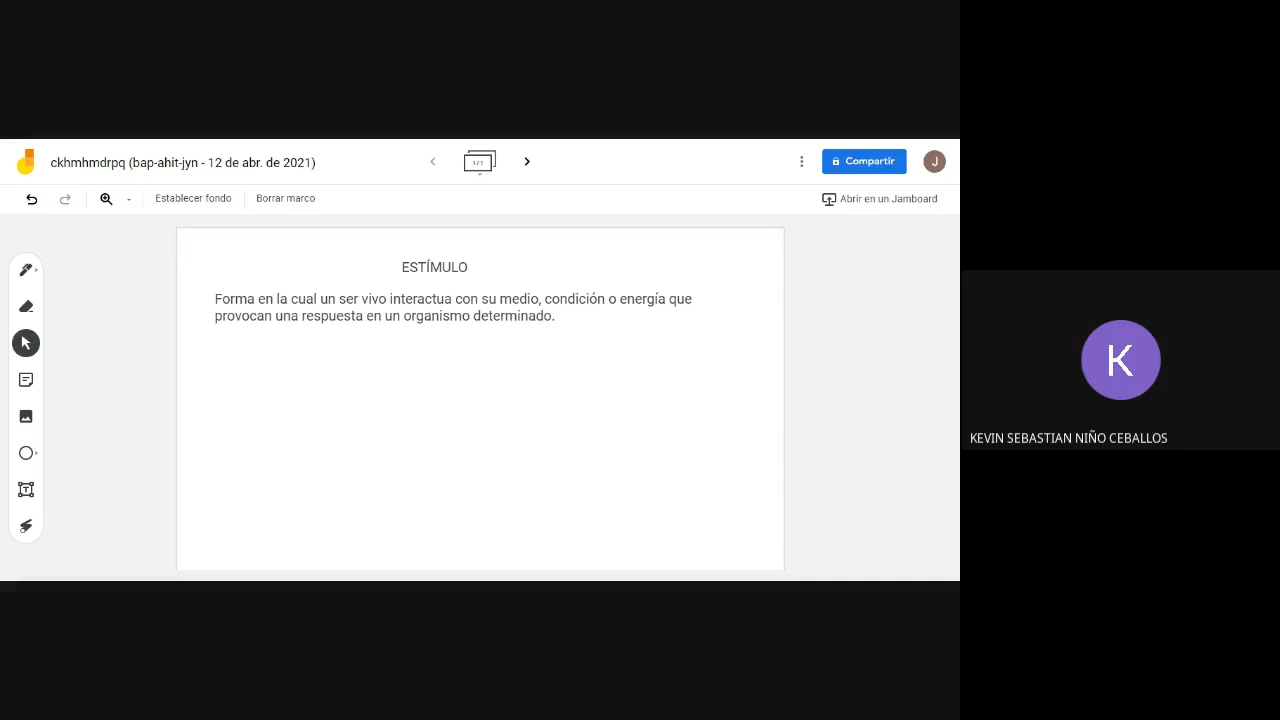 ckhmhmdrpq (bap-ahit-jyn - 12 de abr. de 2021)
1 / 1
Compartir
J
Establecer fondo
Borrar marco
Abrir en un Jamboard
ESTÍMULO
Forma en la cual un ser vivo interactua con su medio, condición o energía que
provocan una respuesta en un organismo determinado.
K
KEVIN SEBASTIAN NIÑO CEBALLOS